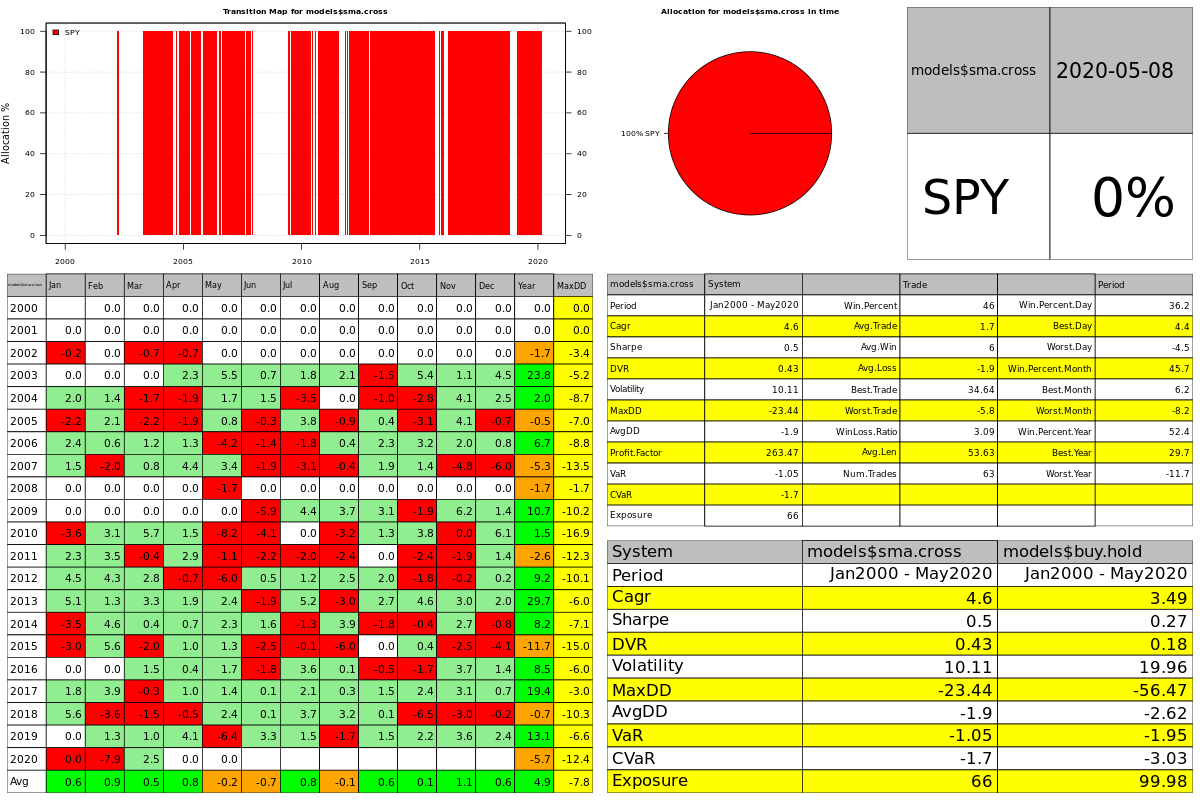 Transition Map for models$sma.cross
SPY
Allocation %
100
80
60
40
20
0
100
80
60
40
20
0
2000 2005 2010 2015 2020
Allocation for models$sma.cross in time
100% SPY
models$sma.cross 2020-05-08
SPY 0%
models$sma.cross Jan Feb Mar Apr May Jun Jul Aug Sep Oct Nov Dec Year MaxDD
2000 0.0 0.0 0.0 0.0 0.0 0.0 0.0 0.0 0.0 0.0 0.0 0.0 0.0
2001 0.0 0.0 0.0 0.0 0.0 0.0 0.0 0.0 0.0 0.0 0.0 0.0 0.0 0.0
2002 -0.2 0.0 -0.7 -0.7 0.0 0.0 0.0 0.0 0.0 0.0 0.0 0.0 -1.7 -3.4
2003 0.0 0.0 0.0 2.3 5.5 0.7 1.8 2.1 -1.5 5.4 1.1 4.5 23.8 -5.2
2004 2.0 1.4 -1.7 -1.9 1.7 1.5 -3.5 0.0 -1.0 -2.8 4.1 2.5 2.0 -8.7
2005 -2.2 2.1 -2.2 -1.9 0.8 -0.3 3.8 -0.9 0.4 -3.1 4.1 -0.7 -0.5 -7.0
2006 2.4 0.6 1.2 1.3 -4.2 -1.4 -1.8 0.4 2.3 3.2 2.0 0.8 6.7 -8.8
2007 1.5 -2.0 0.8 4.4 3.4 -1.9 -3.1 -0.4 1.9 1.4 -4.8 -6.0 -5.3 -13.5
2008 0.0 0.0 0.0 0.0 -1.7 0.0 0.0 0.0 0.0 0.0 0.0 0.0 -1.7 -1.7
2009 0.0 0.0 0.0 0.0 0.0 -5.9 4.4 3.7 3.1 -1.9 6.2 1.4 10.7 -10.2
2010 -3.6 3.1 5.7 1.5 -8.2 -4.1 0.0 -3.2 1.3 3.8 0.0 6.1 1.5 -16.9
2011 2.3 3.5 -0.4 2.9 -1.1 -2.2 -2.0 -2.4 0.0 -2.4 -1.9 1.4 -2.6 -12.3
2012 4.5 4.3 2.8 -0.7 -6.0 0.5 1.2 2.5 2.0 -1.8 -0.2 0.2 9.2 -10.1
2013 5.1 1.3 3.3 1.9 2.4 -1.9 5.2 -3.0 2.7 4.6 3.0 2.0 29.7 -6.0
2014 -3.5 4.6 0.4 0.7 2.3 1.6 -1.3 3.9 -1.8 -0.4 2.7 -0.8 8.2 -7.1
2015 -3.0 5.6 -2.0 1.0 1.3 -2.5 -0.1 -6.0 0.0 0.4 -2.5 -4.1 -11.7 -15.0
2016 0.0 0.0 1.5 0.4 1.7 -1.8 3.6 0.1 -0.5 -1.7 3.7 1.4 8.5 -6.0
2017 1.8 3.9 -0.3 1.0 1.4 0.1 2.1 0.3 1.5 2.4 3.1 0.7 19.4 -3.0
2018 5.6 -3.6 -1.5 -0.5 2.4 0.1 3.7 3.2 0.1 -6.5 -3.0 -0.2 -0.7 -10.3
2019 0.0 1.3 1.0 4.1 -6.4 3.3 1.5 -1.7 1.5 2.2 3.6 2.4 13.1 -6.6
2020 0.0 -7.9 2.5 0.0 0.0 -5.7 -12.4
Avg 0.6 0.9 0.5 0.8 -0.2 -0.7 0.8 -0.1 0.6 0.1 1.1 0.6 4.9 -7.8
models$sma.cross System Trade Period
Period Jan2000 - May2020 Win.Percent 46 Win.Percent.Day 36.2
Cagr 4.6 Avg.Trade 1.7 Best.Day 4.4
Sharpe 0.5 Avg.Win 6 Worst.Day -4.5
DVR 0.43 Avg.Loss -1.9 Win.Percent.Month 45.7
Volatility 10.11 Best.Trade 34.64 Best.Month 6.2
MaxDD -23.44 Worst.Trade -5.8 Worst.Month -8.2
AvgDD -1.9 WinLoss.Ratio 3.09 Win.Percent.Year 52.4
Profit.Factor 263.47 Avg.Len 53.63 Best.Year 29.7
VaR -1.05 Num.Trades 63 Worst.Year -11.7
CVaR -1.7
Exposure 66
System models$sma.cross models$buy.hold
Period Jan2000 - May2020 Jan2000 - May2020
Cagr 4.6 3.49
Sharpe 0.5 0.27
DVR 0.43 0.18
Volatility 10.11 19.96
MaxDD -23.44 -56.47
AvgDD -1.9 -2.62
VaR -1.05 -1.95
CVaR -1.7 -3.03
Exposure 66 99.98